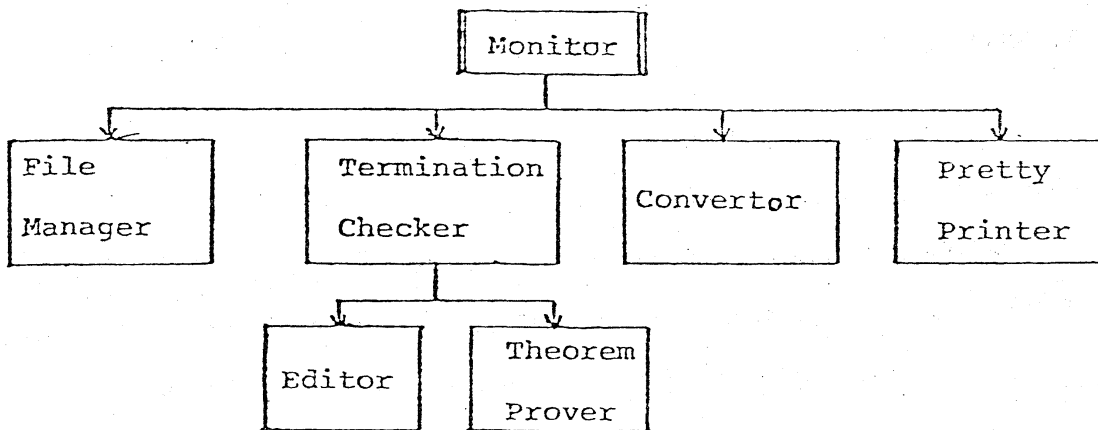 Monitor
File
Manager
Termination
Checker
Convertor
Pretty
Printer
Editor
Theorem
Prover